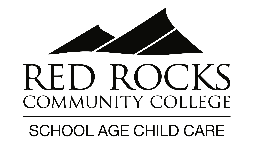 RED ROCKS
COMMUNITY COLLEGE
SCHOOL AGE CHILD CARE